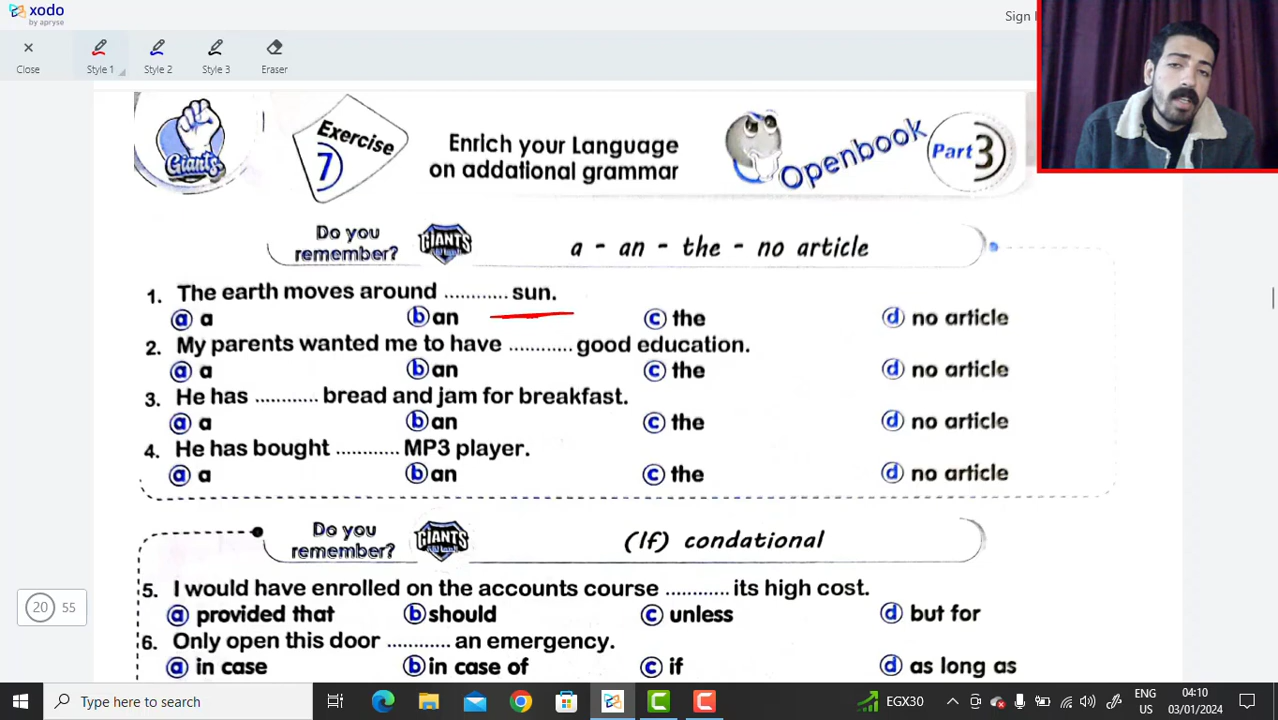 xodo
by apryse
Sign
Close
Style 1
Style 2
Style 3
Eraser
Giants
Exercise
7
Enrich your Language
on addational grammar
Openbook
Part 3
Do you
remember?
GIANTS
a - an - the - no article
1. The earth moves around ............ sun.
a a b an c the d no article
2. My parents wanted me to have ............ good education.
a a b an c the d no article
3. He has ............ bread and jam for breakfast.
a a b an c the d no article
4. He has bought ............ MP3 player.
a a b an c the d no article
Do you
remember?
GIANTS
(If) condational
5. I would have enrolled on the accounts course ............ its high cost.
a provided that b should c unless d but for
6. Only open this door ............ an emergency.
a in case b in case of c if d as long as
20 55
Type here to search
EGX30
ENG
US
04:10
03/01/2024